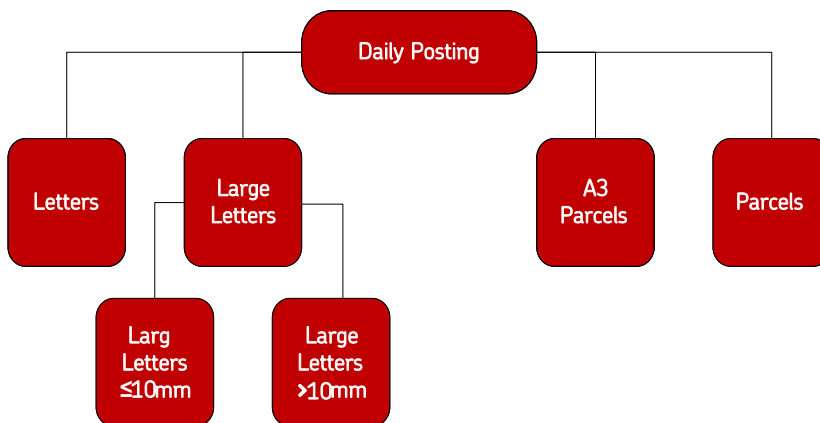 Daily Posting
Letters
Large
Letters
A3
Parcels
Parcels
Larg
Letters
≤10mm
Large
Letters
>10mm